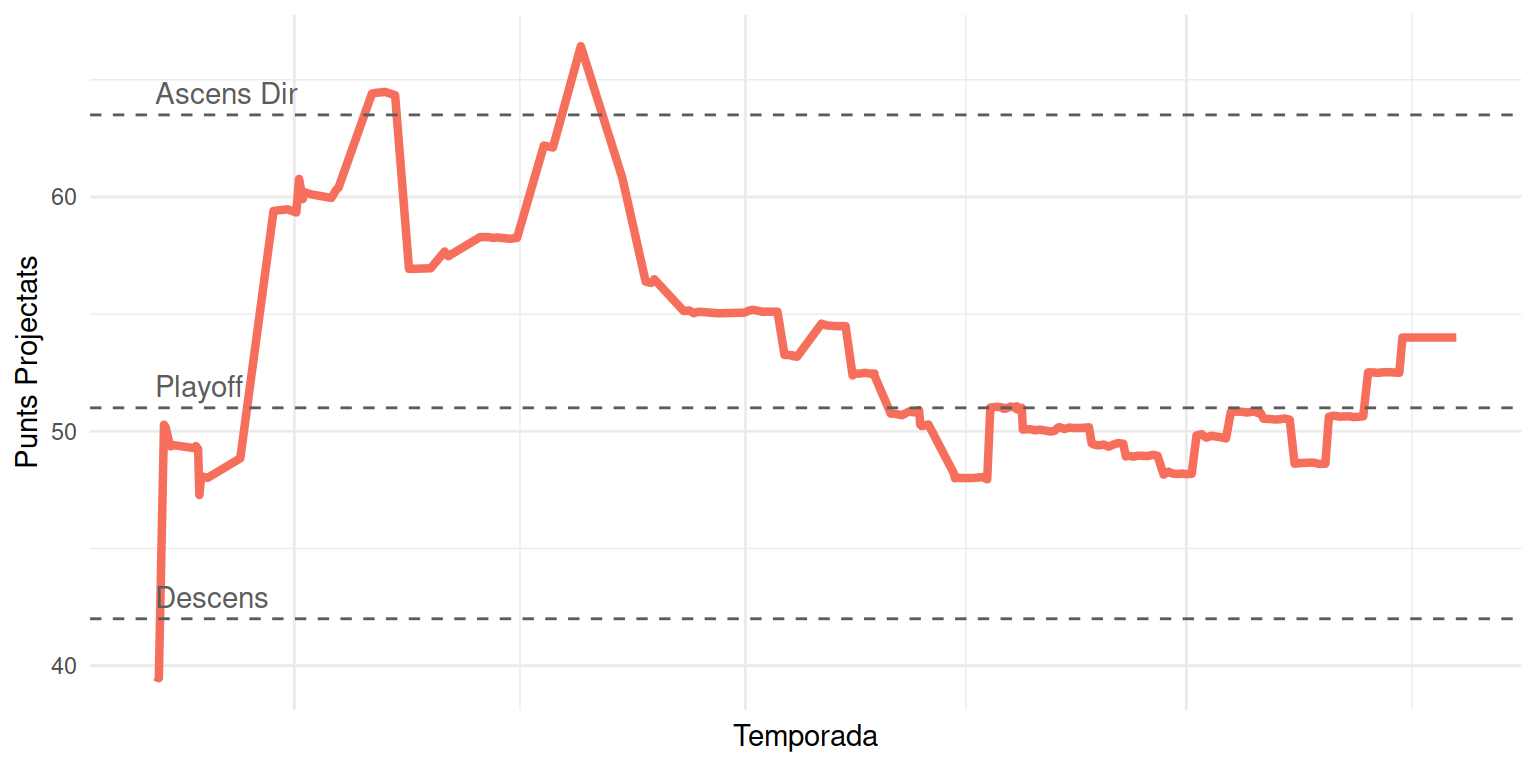 Ascens Dir
60
Punts Projectats
Playoff
50
Descens
40
Temporada